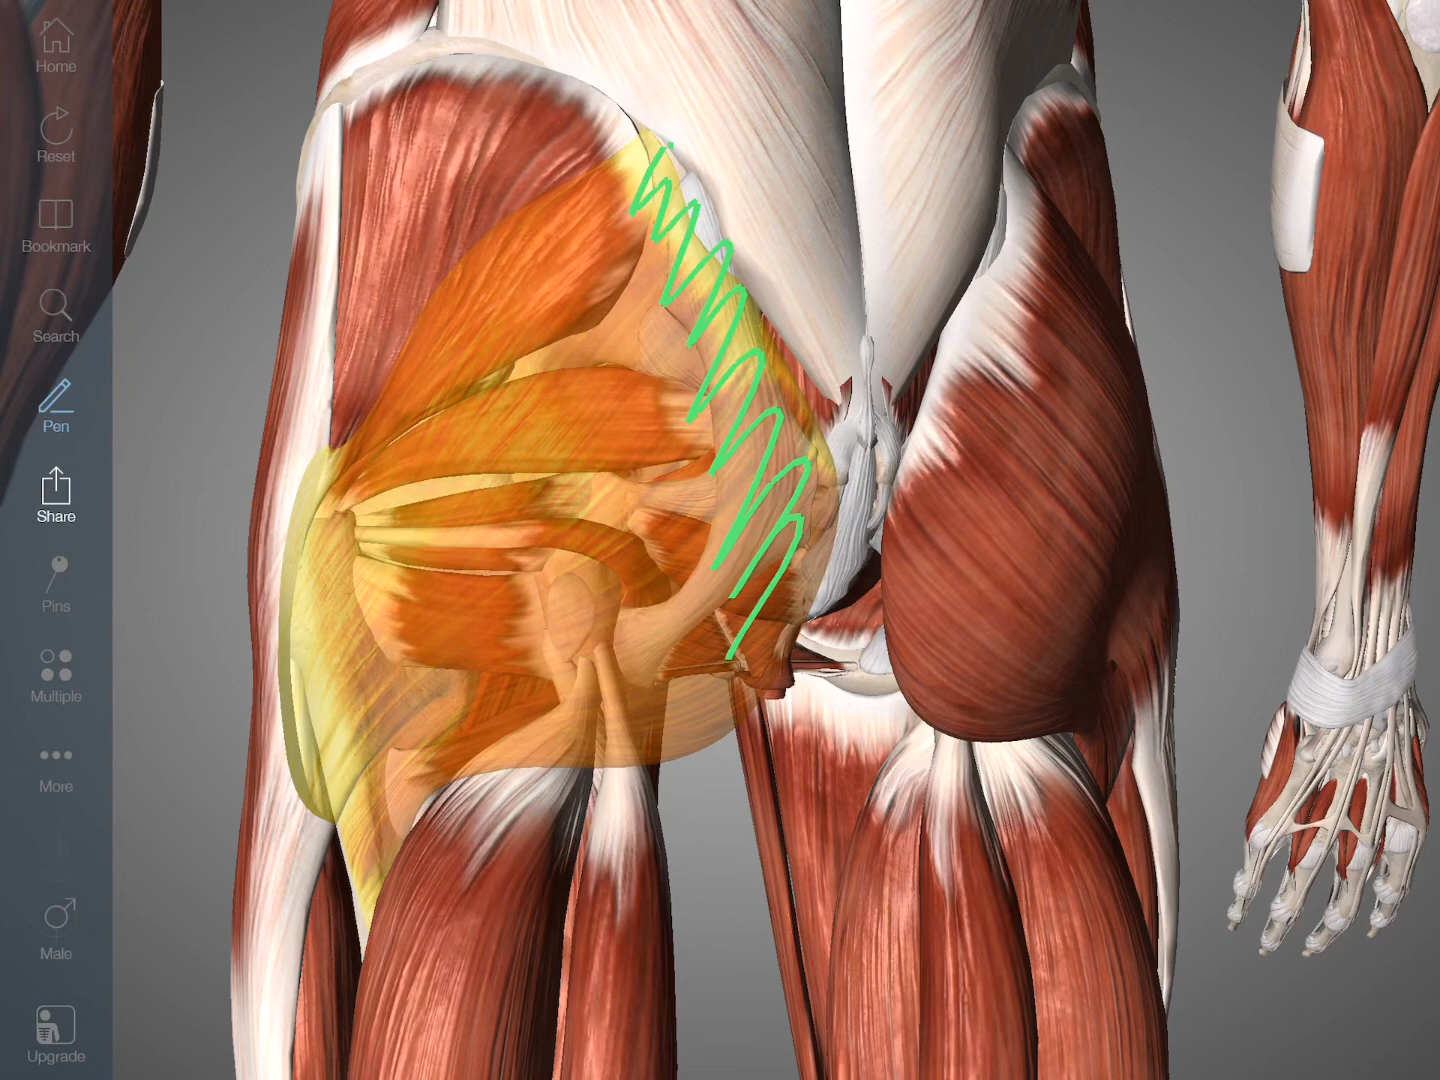 Home
Reset
Bookmark
Search
Pen
Share
Pins
Multiple
More
Male
Upgrade